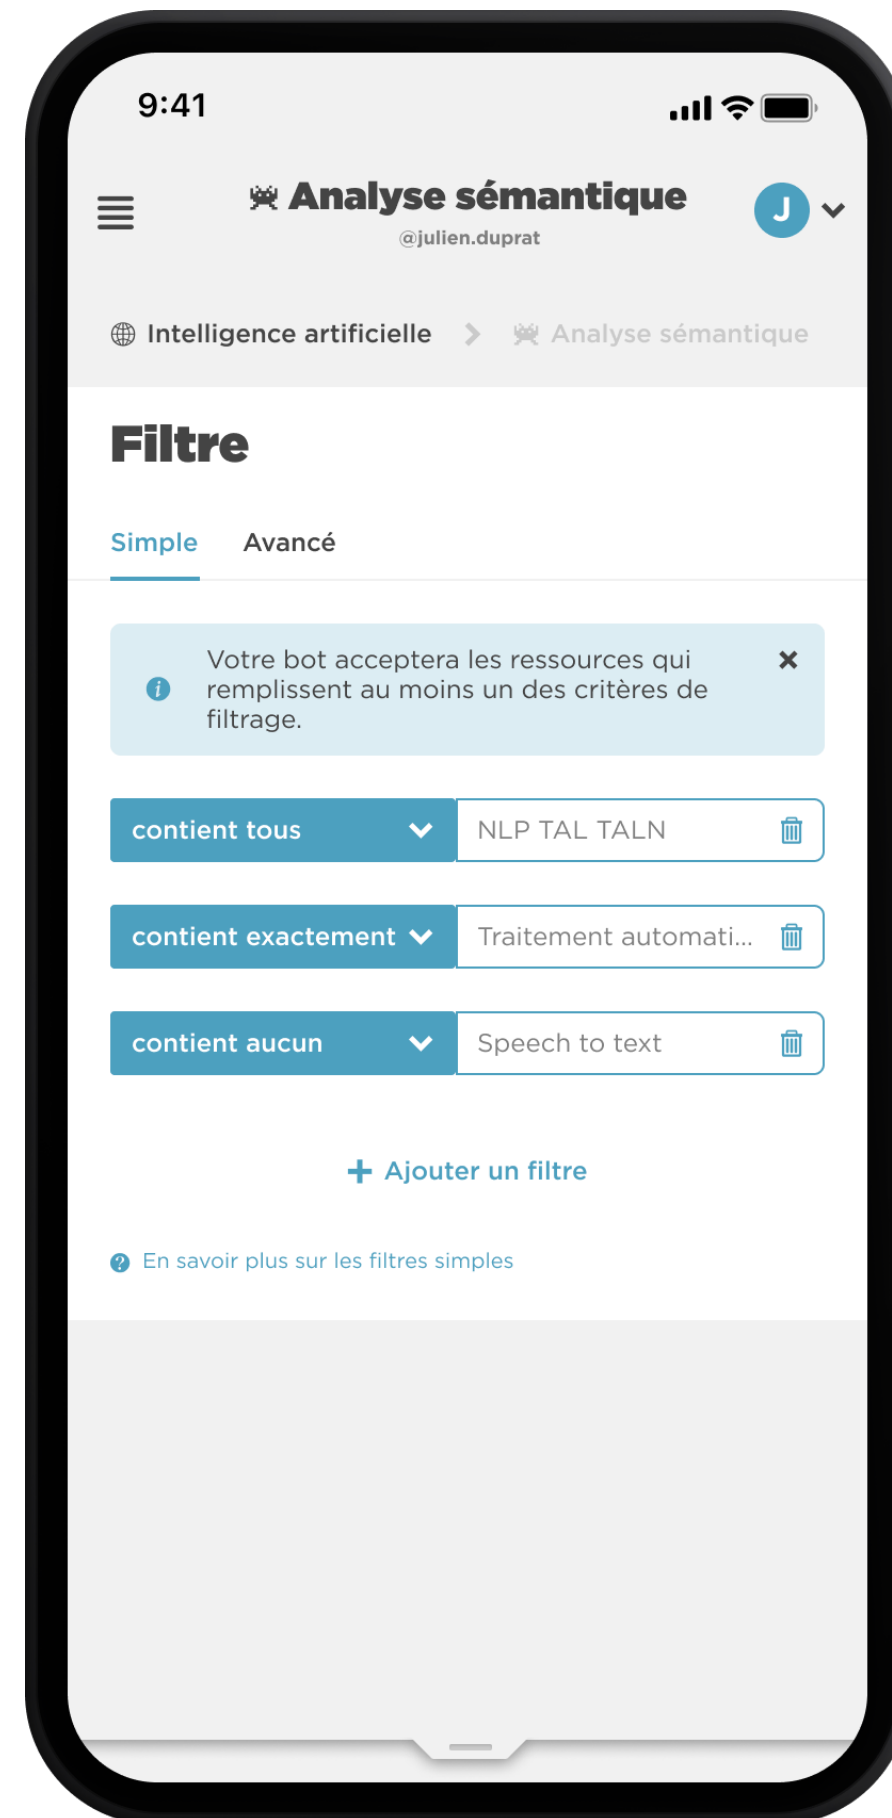 9:41
Analyse sémantique
J
@julien.duprat
Intelligence artificielle
Analyse sémantique
Filtre
Simple Avancé
Votre bot acceptera les ressources qui
remplissent au moins un des critères de
filtrage.
contient tous NLP TAL TALN
contient exactement Traitement automati...
contient aucun Speech to text
+ Ajouter un filtre
En savoir plus sur les filtres simples